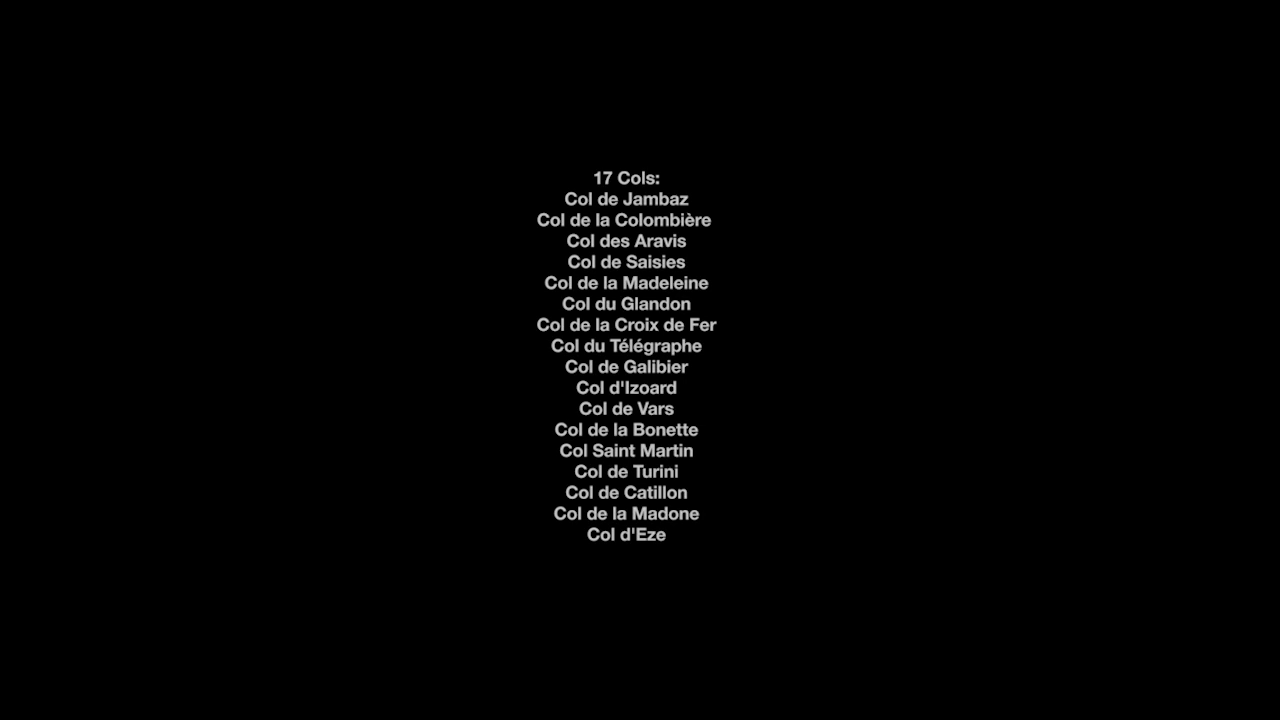 17 Cols:
Col de Jambaz
Col de la Colombière
Col des Aravis
Col de Saisies
Col de la Madeleine
Col du Glandon
Col de la Croix de Fer
Col du Télégraphe
Col de Galibier
Col d'Izoard
Col de Vars
Col de la Bonette
Col Saint Martin
Col de Turini
Col de Catillon
Col de la Madone
Col d'Eze